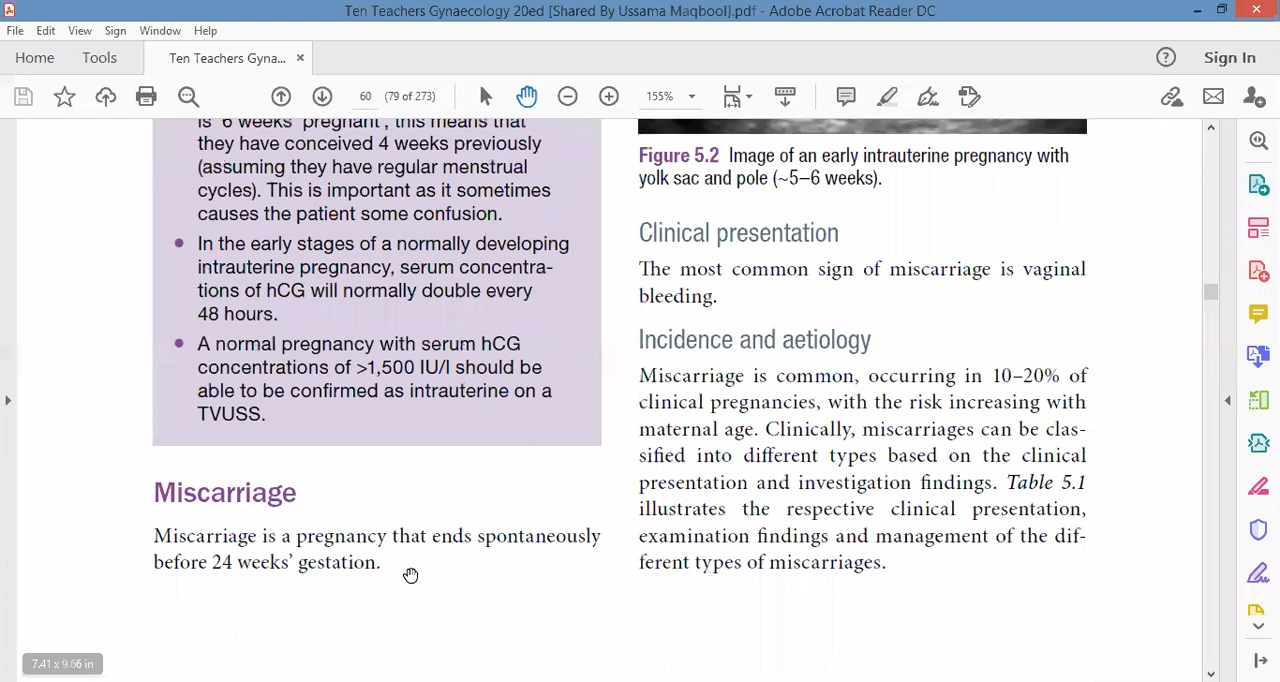 Ten Teachers Gynaecology 20ed [Shared By Ussama Maqbool].pdf - Adobe Acrobat Reader DC
File Edit View Sign Window Help
Home Tools Ten Teachers Gyna... × Sign In
60 (79 of 273) 155%
is "6 weeks' pregnant", this means that
they have conceived 4 weeks previously
(assuming they have regular menstrual
cycles). This is important as it sometimes
causes the patient some confusion.
• In the early stages of a normally developing
intrauterine pregnancy, serum concentra-
tions of hCG will normally double every
48 hours.
• A normal pregnancy with serum hCG
concentrations of >1,500 IU/l should be
able to be confirmed as intrauterine on a
TVUSS.
Miscarriage
Miscarriage is a pregnancy that ends spontaneously
before 24 weeks' gestation.
Figure 5.2 Image of an early intrauterine pregnancy with
yolk sac and pole (~5–6 weeks).
Clinical presentation
The most common sign of miscarriage is vaginal
bleeding.
Incidence and aetiology
Miscarriage is common, occurring in 10–20% of
clinical pregnancies, with the risk increasing with
maternal age. Clinically, miscarriages can be clas-
sified into different types based on the clinical
presentation and investigation findings. Table 5.1
illustrates the respective clinical presentation,
examination findings and management of the dif-
ferent types of miscarriages.
7.41 x 9.66 in